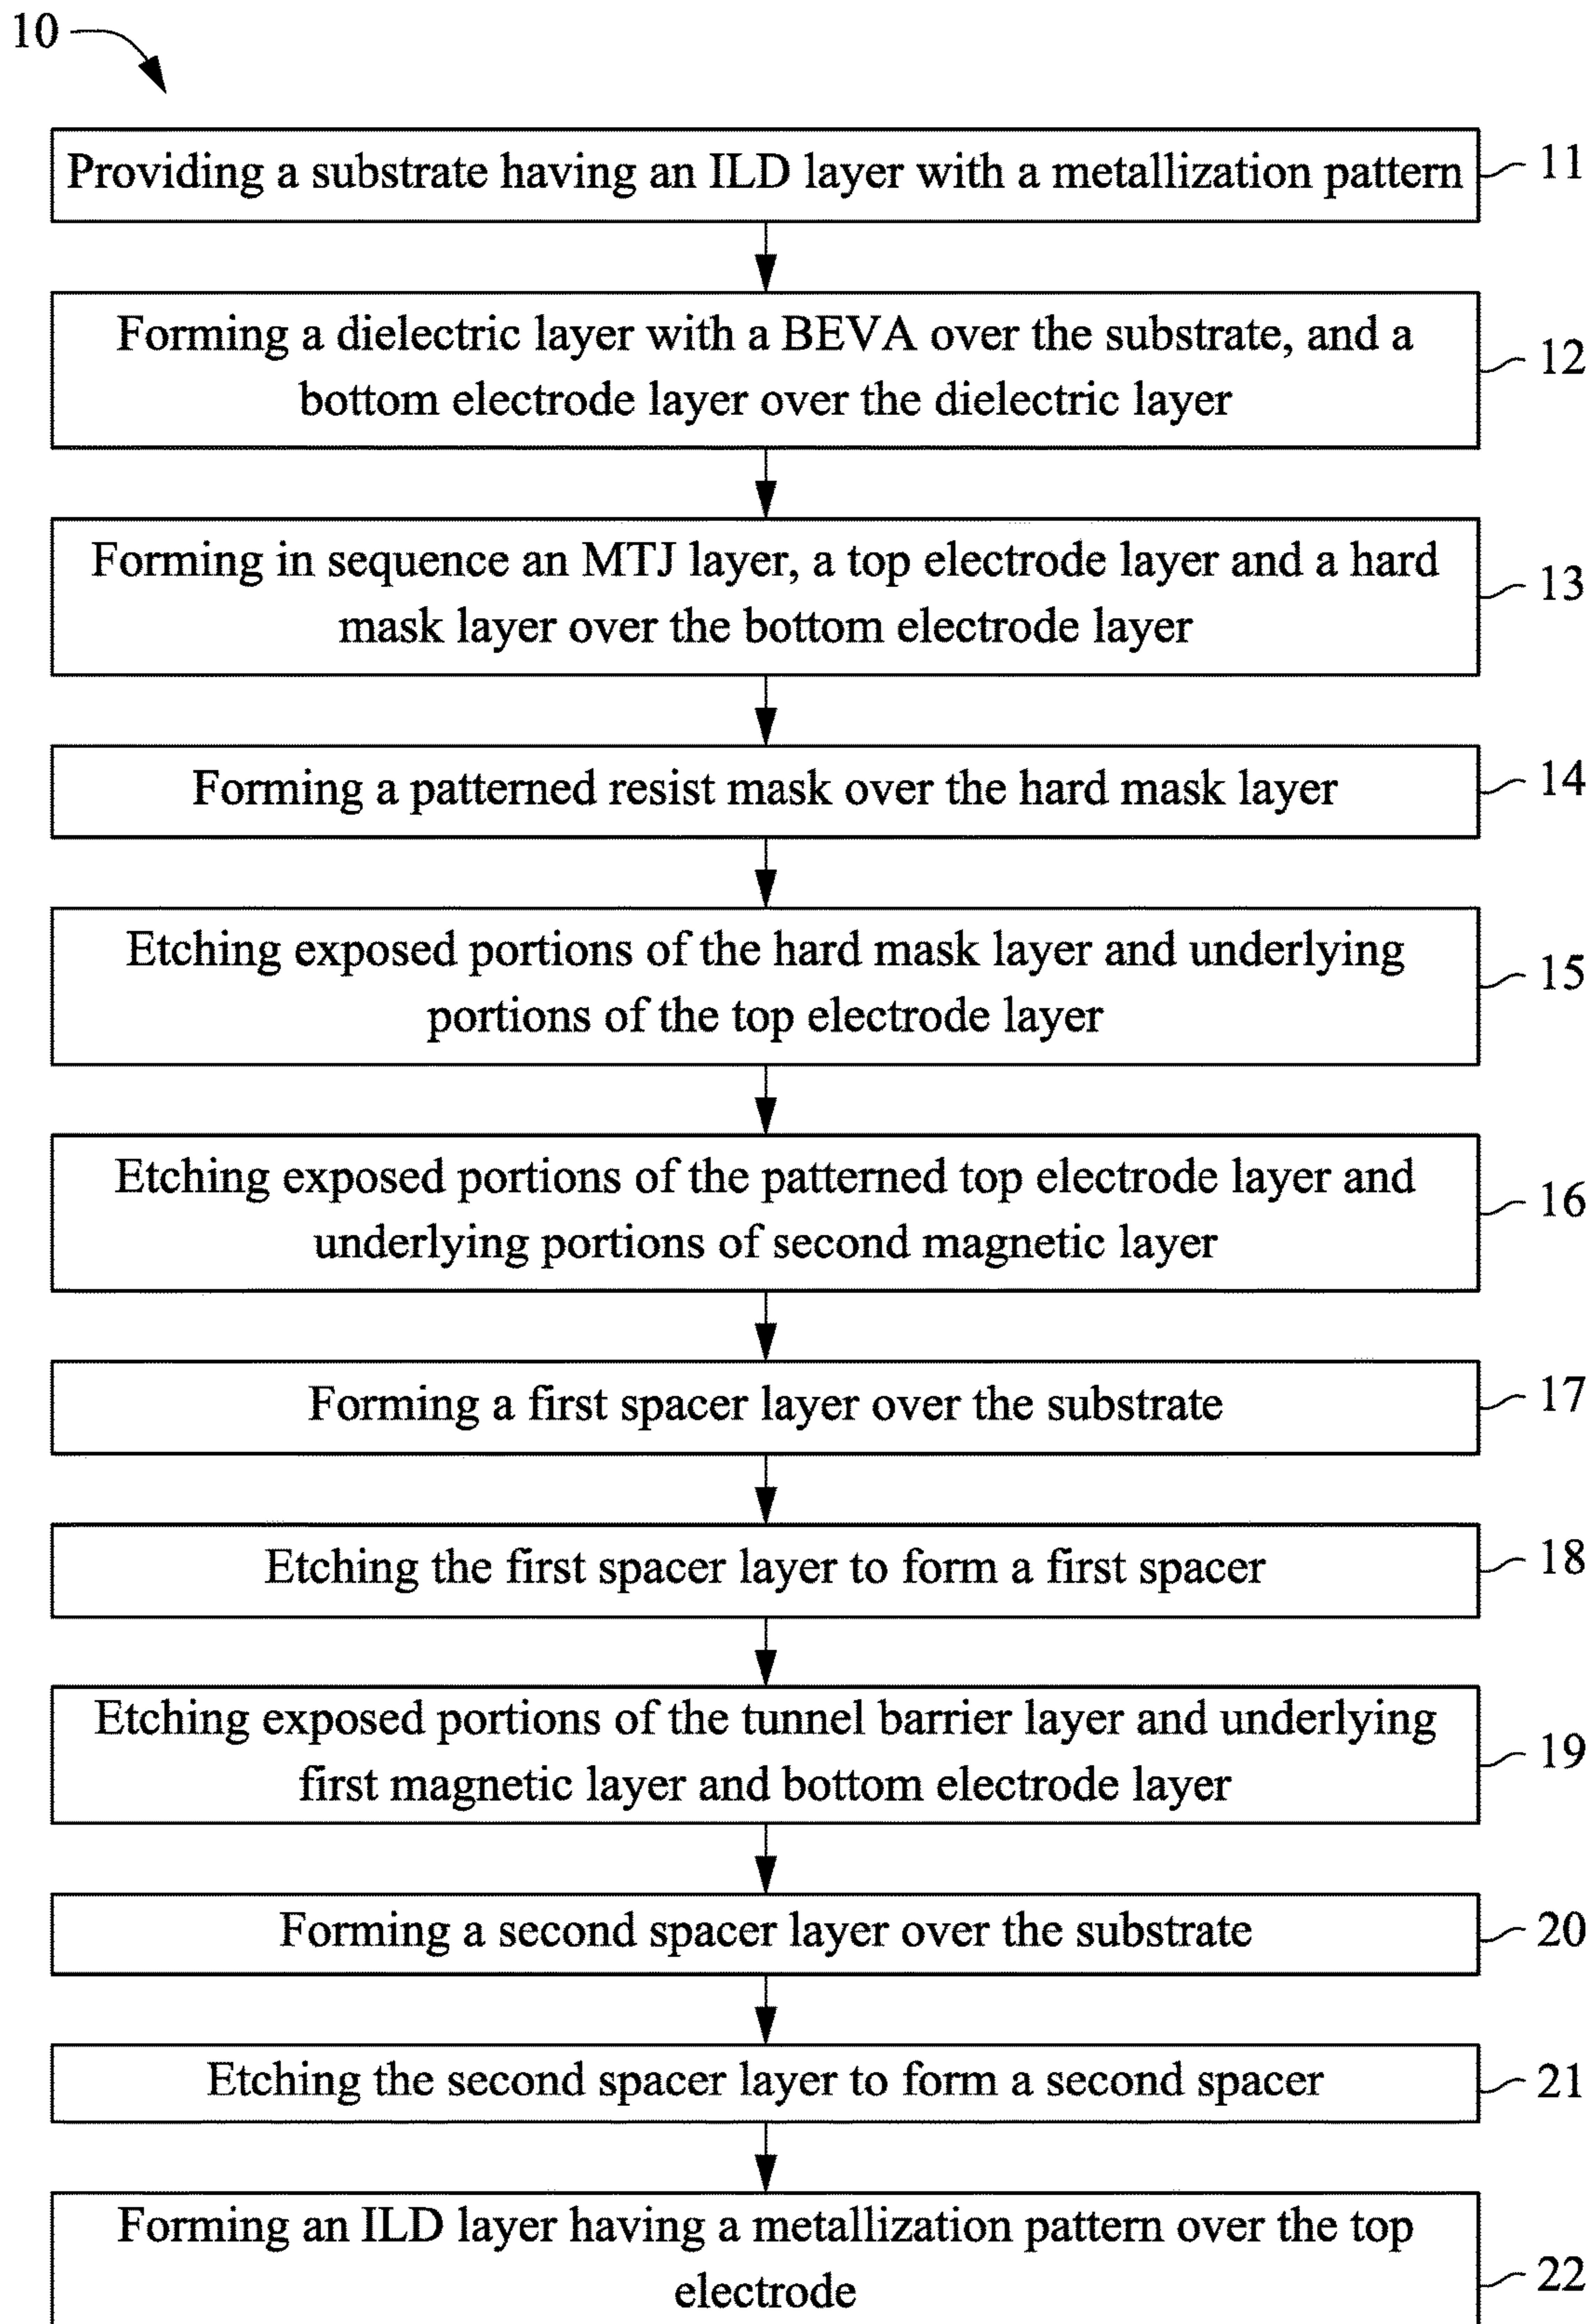 10
Providing a substrate having an ILD layer with a metallization pattern
11
Forming a dielectric layer with a BEVA over the substrate, and a
bottom electrode layer over the dielectric layer
12
Forming in sequence an MTJ layer, a top electrode layer and a hard
mask layer over the bottom electrode layer
13
Forming a patterned resist mask over the hard mask layer
14
Etching exposed portions of the hard mask layer and underlying
portions of the top electrode layer
15
Etching exposed portions of the patterned top electrode layer and
underlying portions of second magnetic layer
16
Forming a first spacer layer over the substrate
17
Etching the first spacer layer to form a first spacer
18
Etching exposed portions of the tunnel barrier layer and underlying
first magnetic layer and bottom electrode layer
19
Forming a second spacer layer over the substrate
20
Etching the second spacer layer to form a second spacer
21
Forming an ILD layer having a metallization pattern over the top
electrode
22